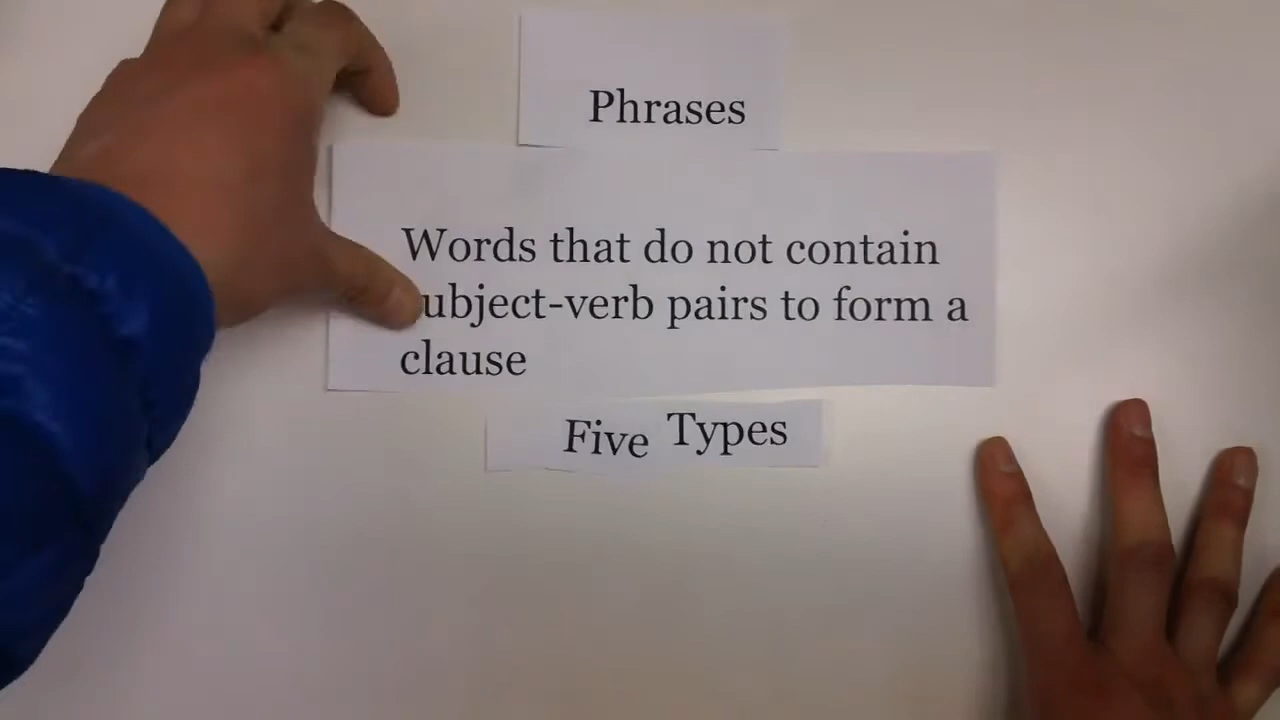 Phrases
Words that do not contain
ubject-verb pairs to form a
clause
Five Types